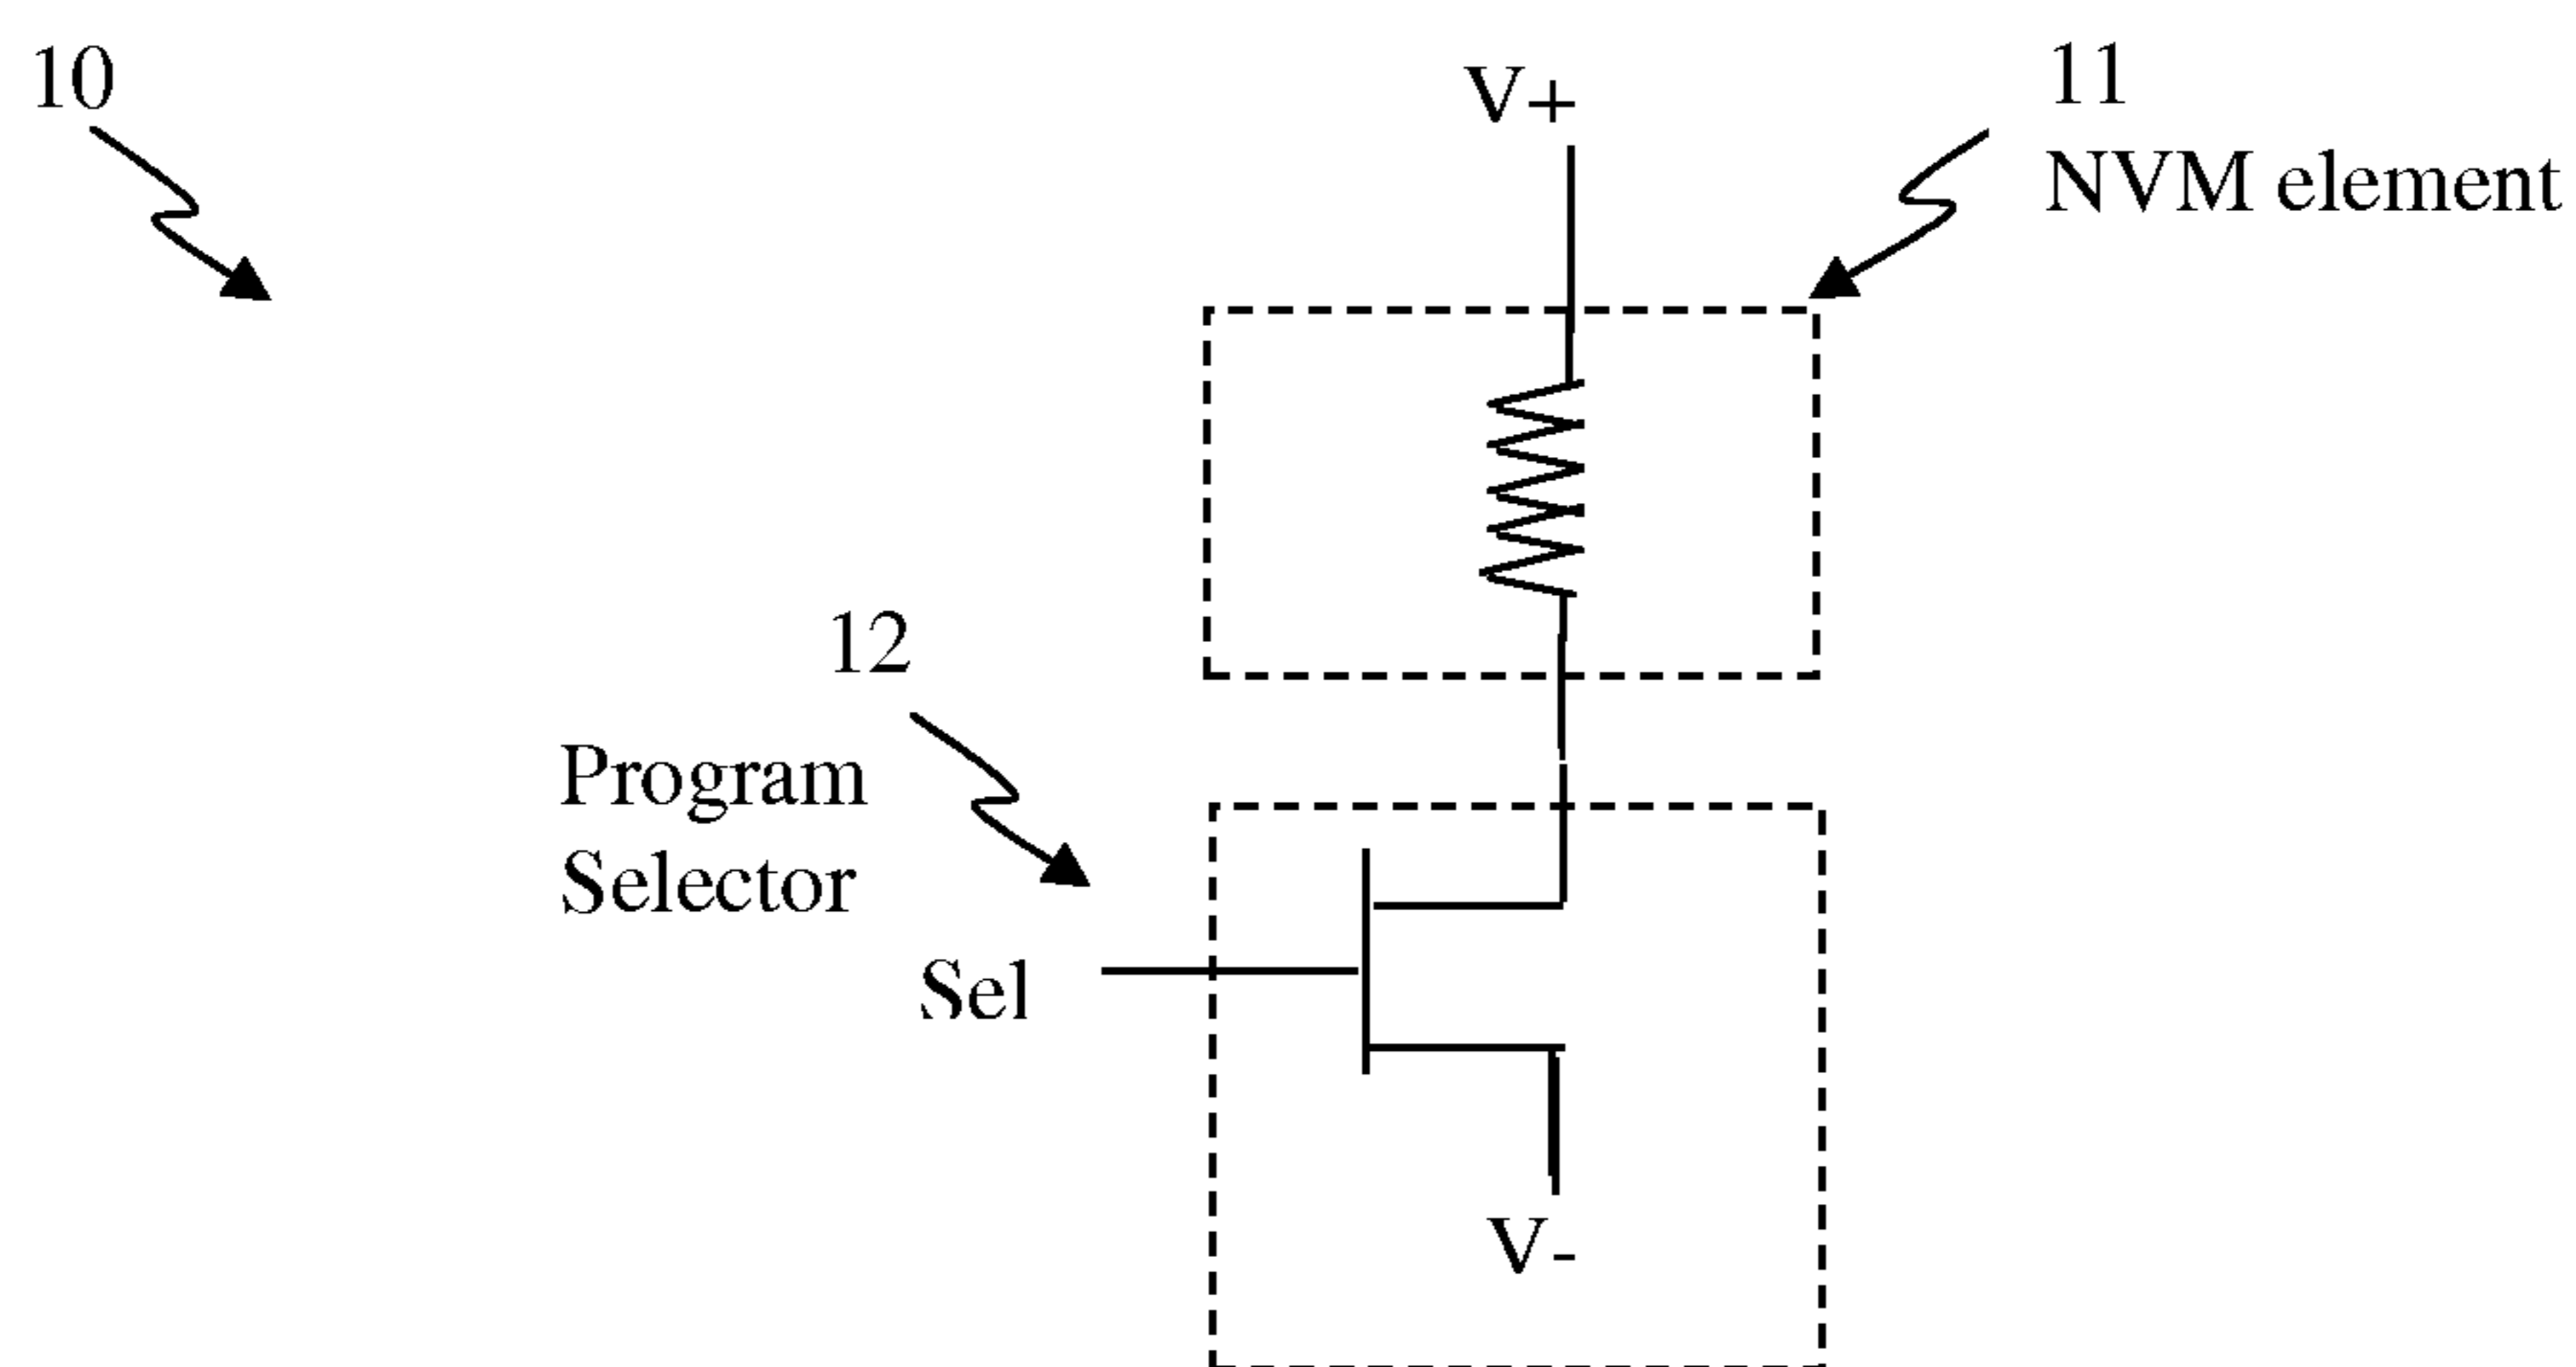 10
V+
11
NVM element
12
Program
Selector
Sel
V-